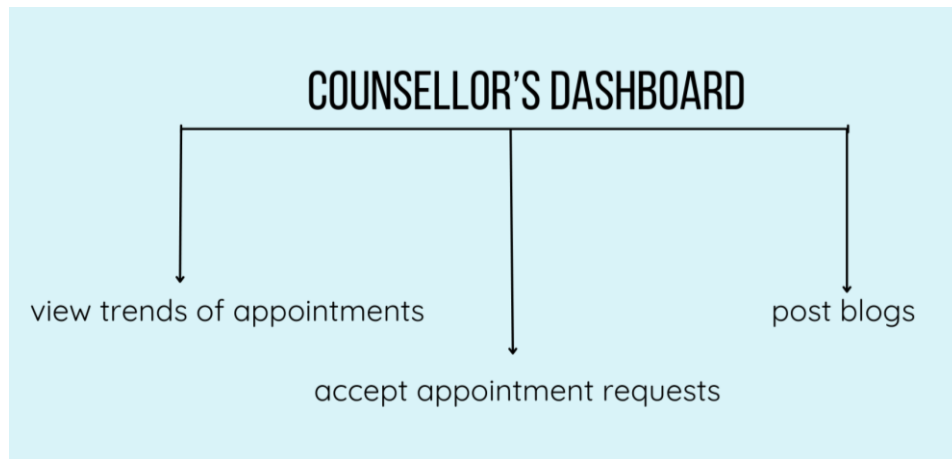 COUNSELLOR'S DASHBOARD
view trends of appointments
post blogs
accept appointment requests